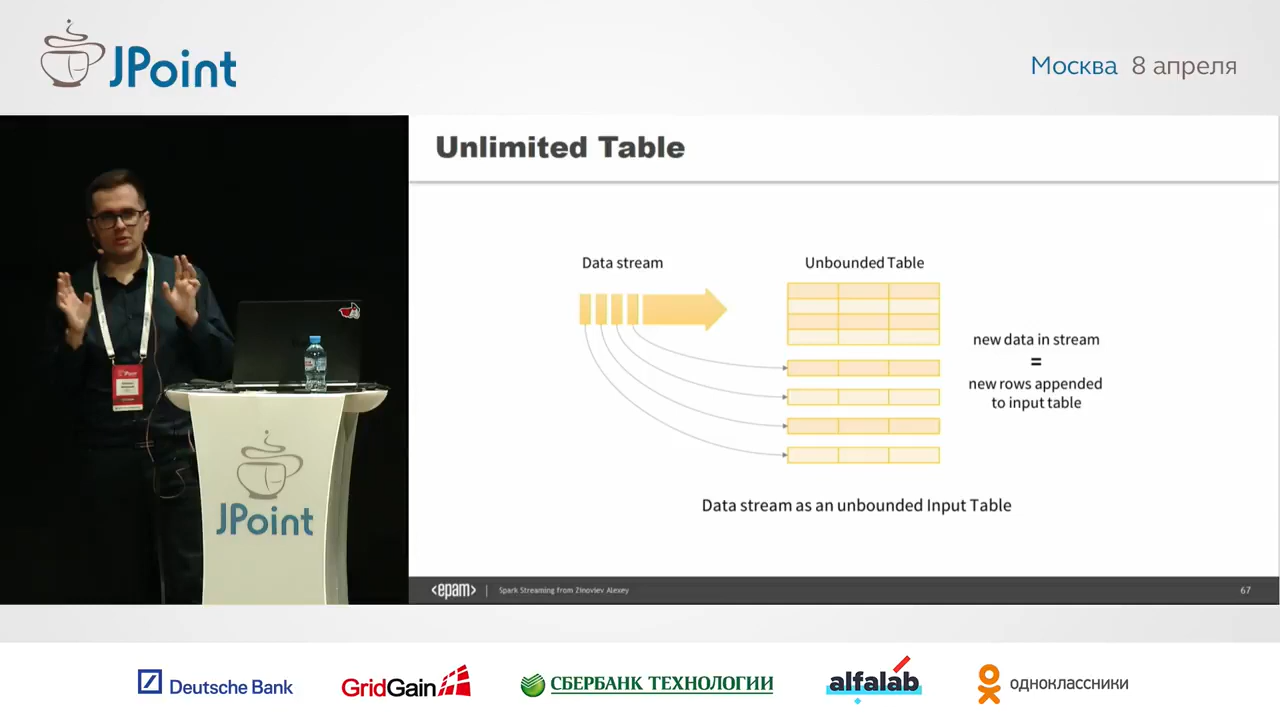 JPoint
Москва 8 апреля
Unlimited Table
Data stream
Unbounded Table
new data in stream
=
new rows appended
to input table
Data stream as an unbounded Input Table
<epam> | Spark Streaming from Zinoviev Alexey
67
JPoint
Deutsche Bank
GridGain
СБЕРБАНК ТЕХНОЛОГИИ
alfalab
одноклассники